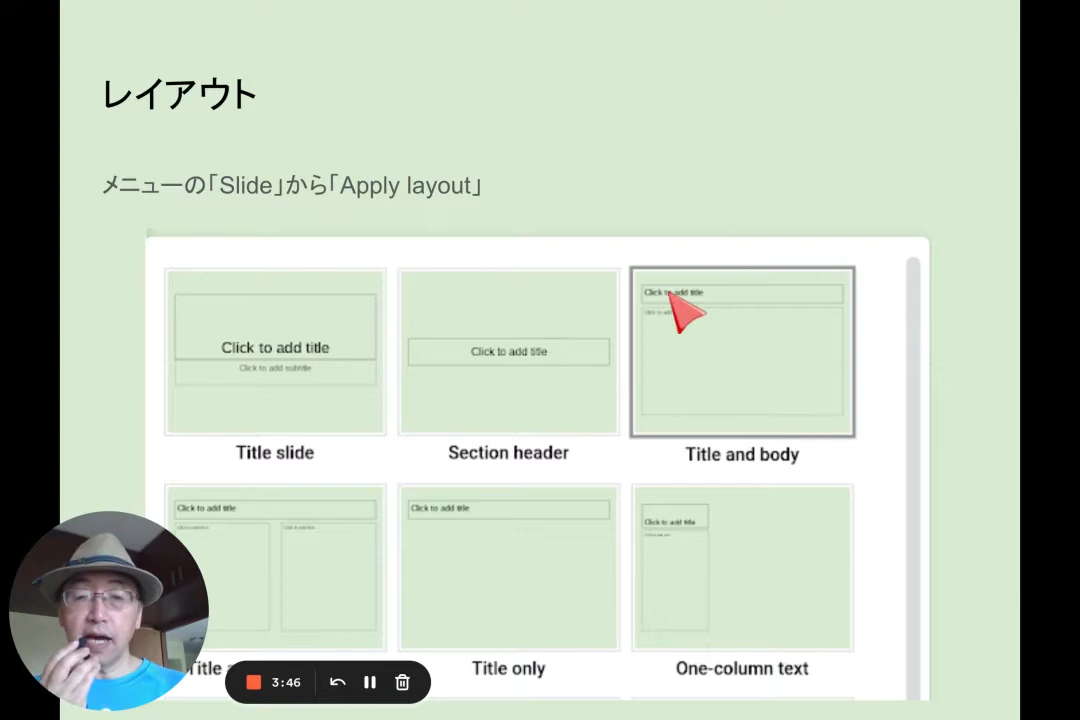 レイアウト
メニューの「Slide」から「Apply layout」
Click to add title
Click to add subtitle
Title slide
Click to add title
Section header
Click to add title
Title and body
Click to add title
Click to add title
Title only
Click to add title
One-column text
Title
3:46